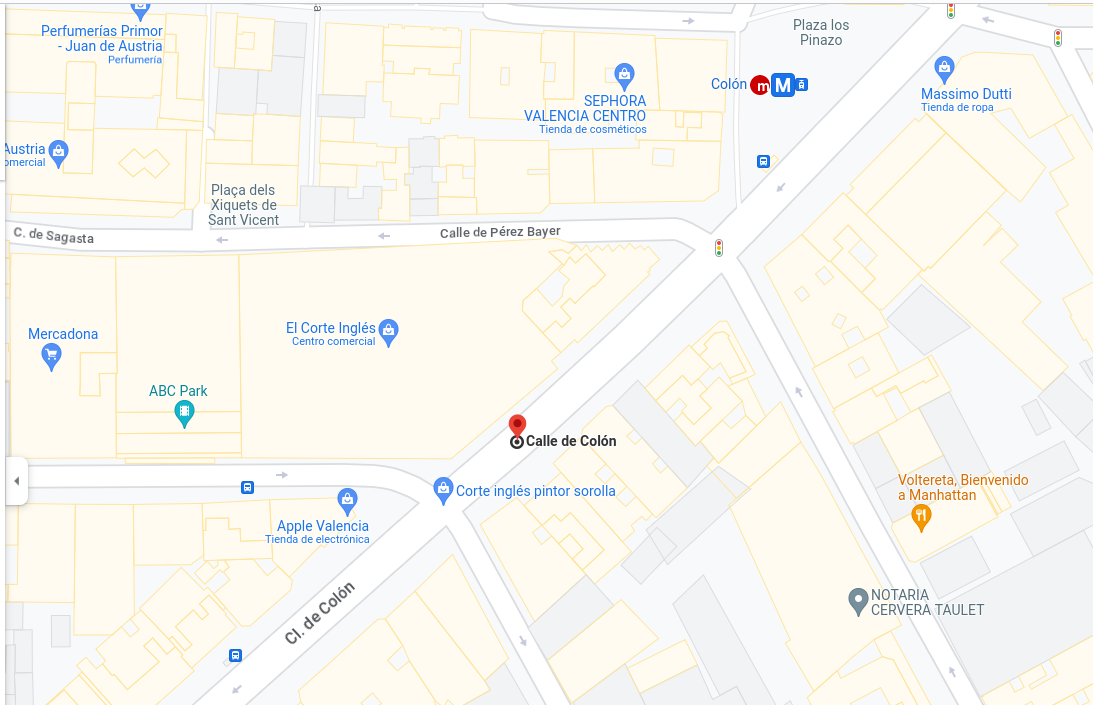 a
Perfumerías Primor
- Juan de Austria
Perfumería
Plaza los
Pinazo
Colón m M
SEPHORA
VALENCIA CENTRO
Tienda de cosméticos
Massimo Dutti
Tienda de ropa
Austria
omercial
Plaça dels
Xiquets de
Sant Vicent
C. de Sagasta
Calle de Pérez Bayer
Mercadona
El Corte Inglés
Centro comercial
ABC Park
Calle de Colón
Corte inglés pintor sorolla
Voltereta, Bienvenido
a Manhattan
Apple Valencia
Tienda de electrónica
Cl. de Colón
NOTARIA
CERVERA TAULET